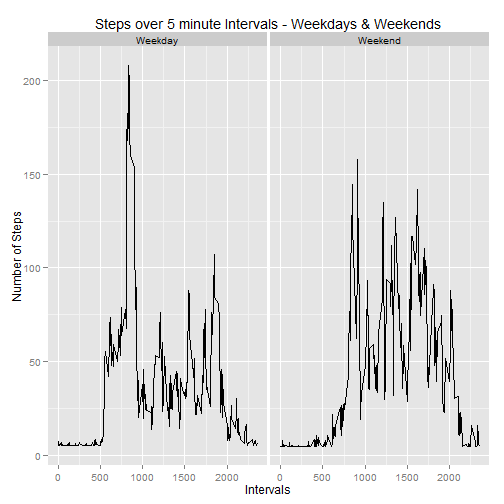 Steps over 5 minute Intervals - Weekdays & Weekends
Weekday Weekend
200
150
100
50
0
Number of Steps
0 500 1000 1500 2000 0 500 1000 1500 2000
Intervals